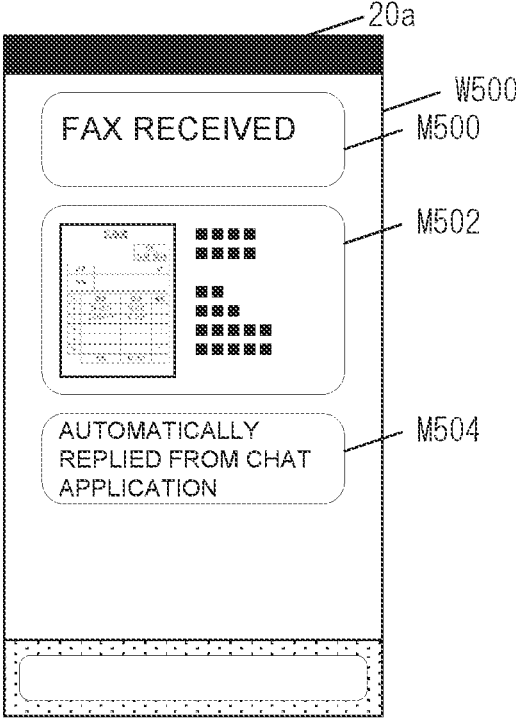 20a
W500
FAX RECEIVED
M500
M502
AUTOMATICALLY
REPLIED FROM CHAT
APPLICATION
M504